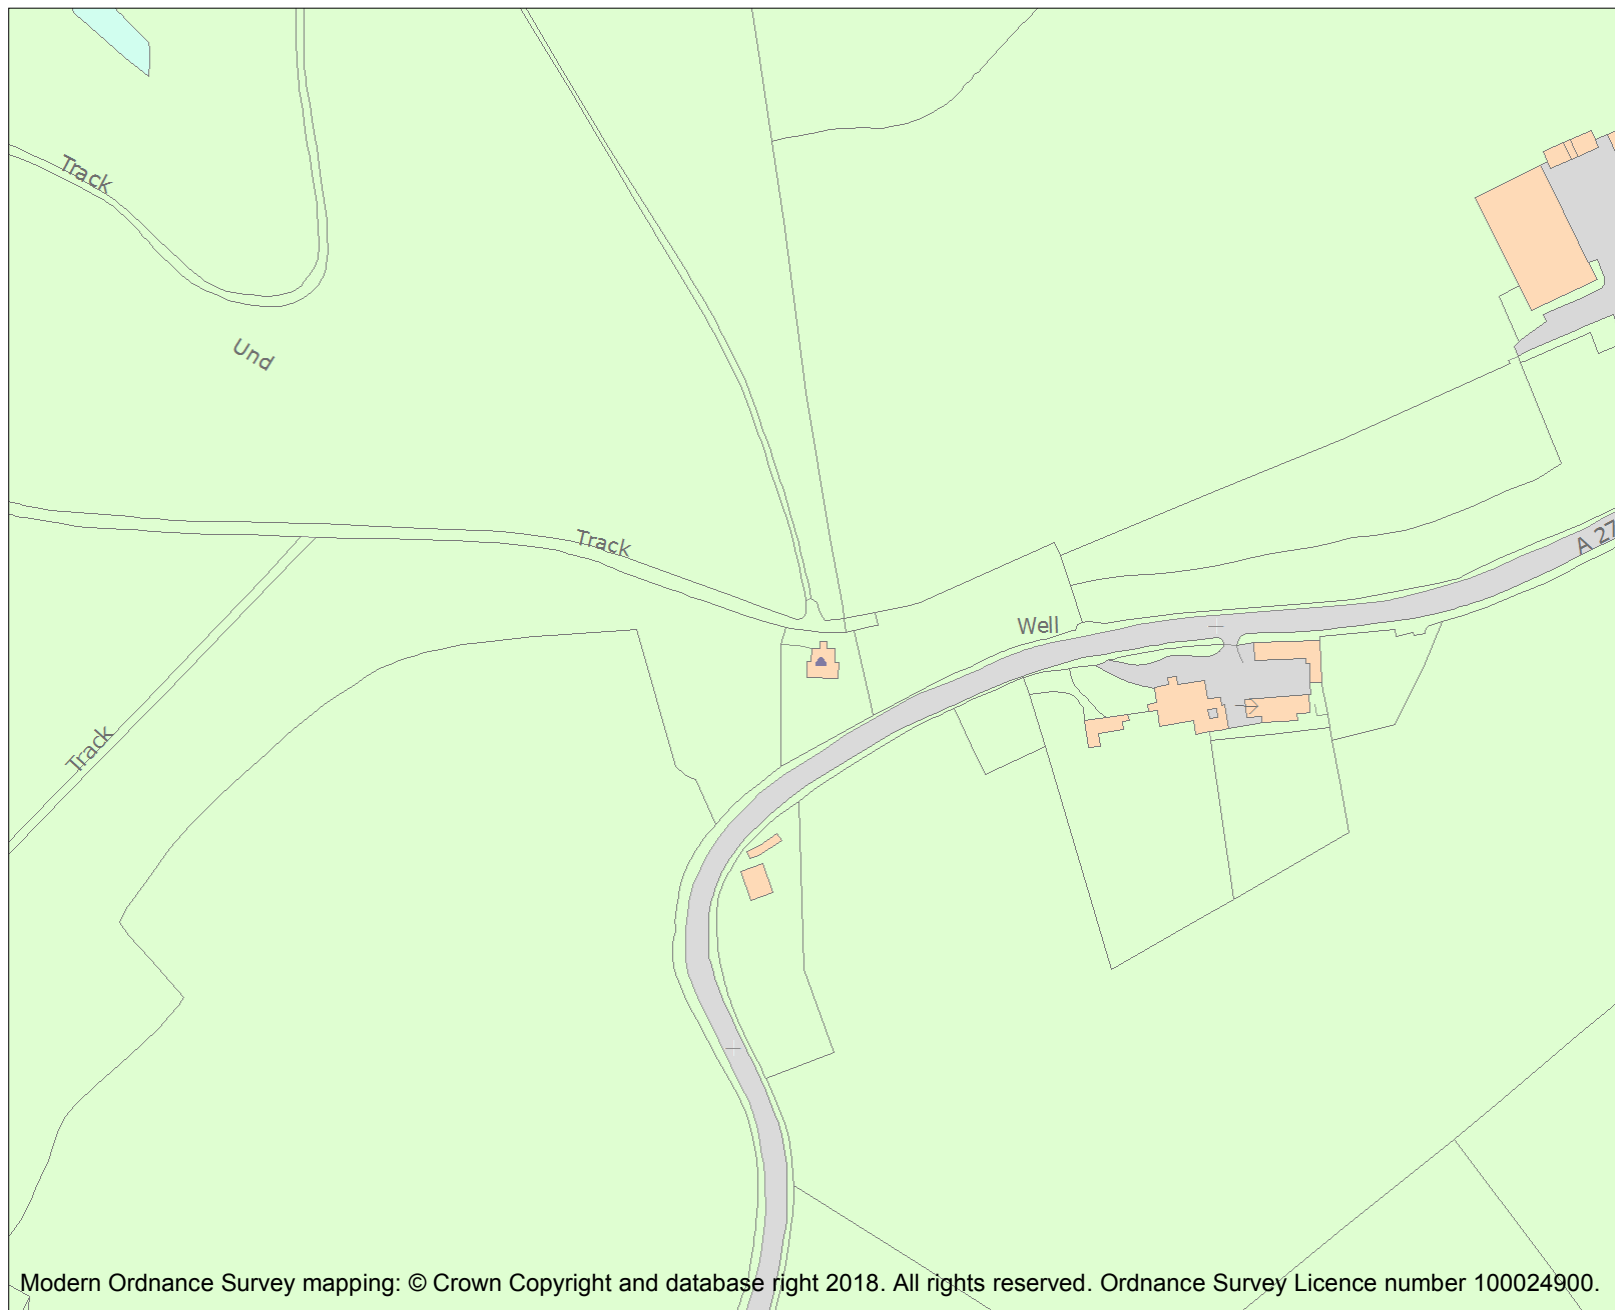 Track
Und
Track
A 27
Well
Track
Modern Ordnance Survey mapping: © Crown Copyright and database right 2018. All rights reserved. Ordnance Survey Licence number 100024900.